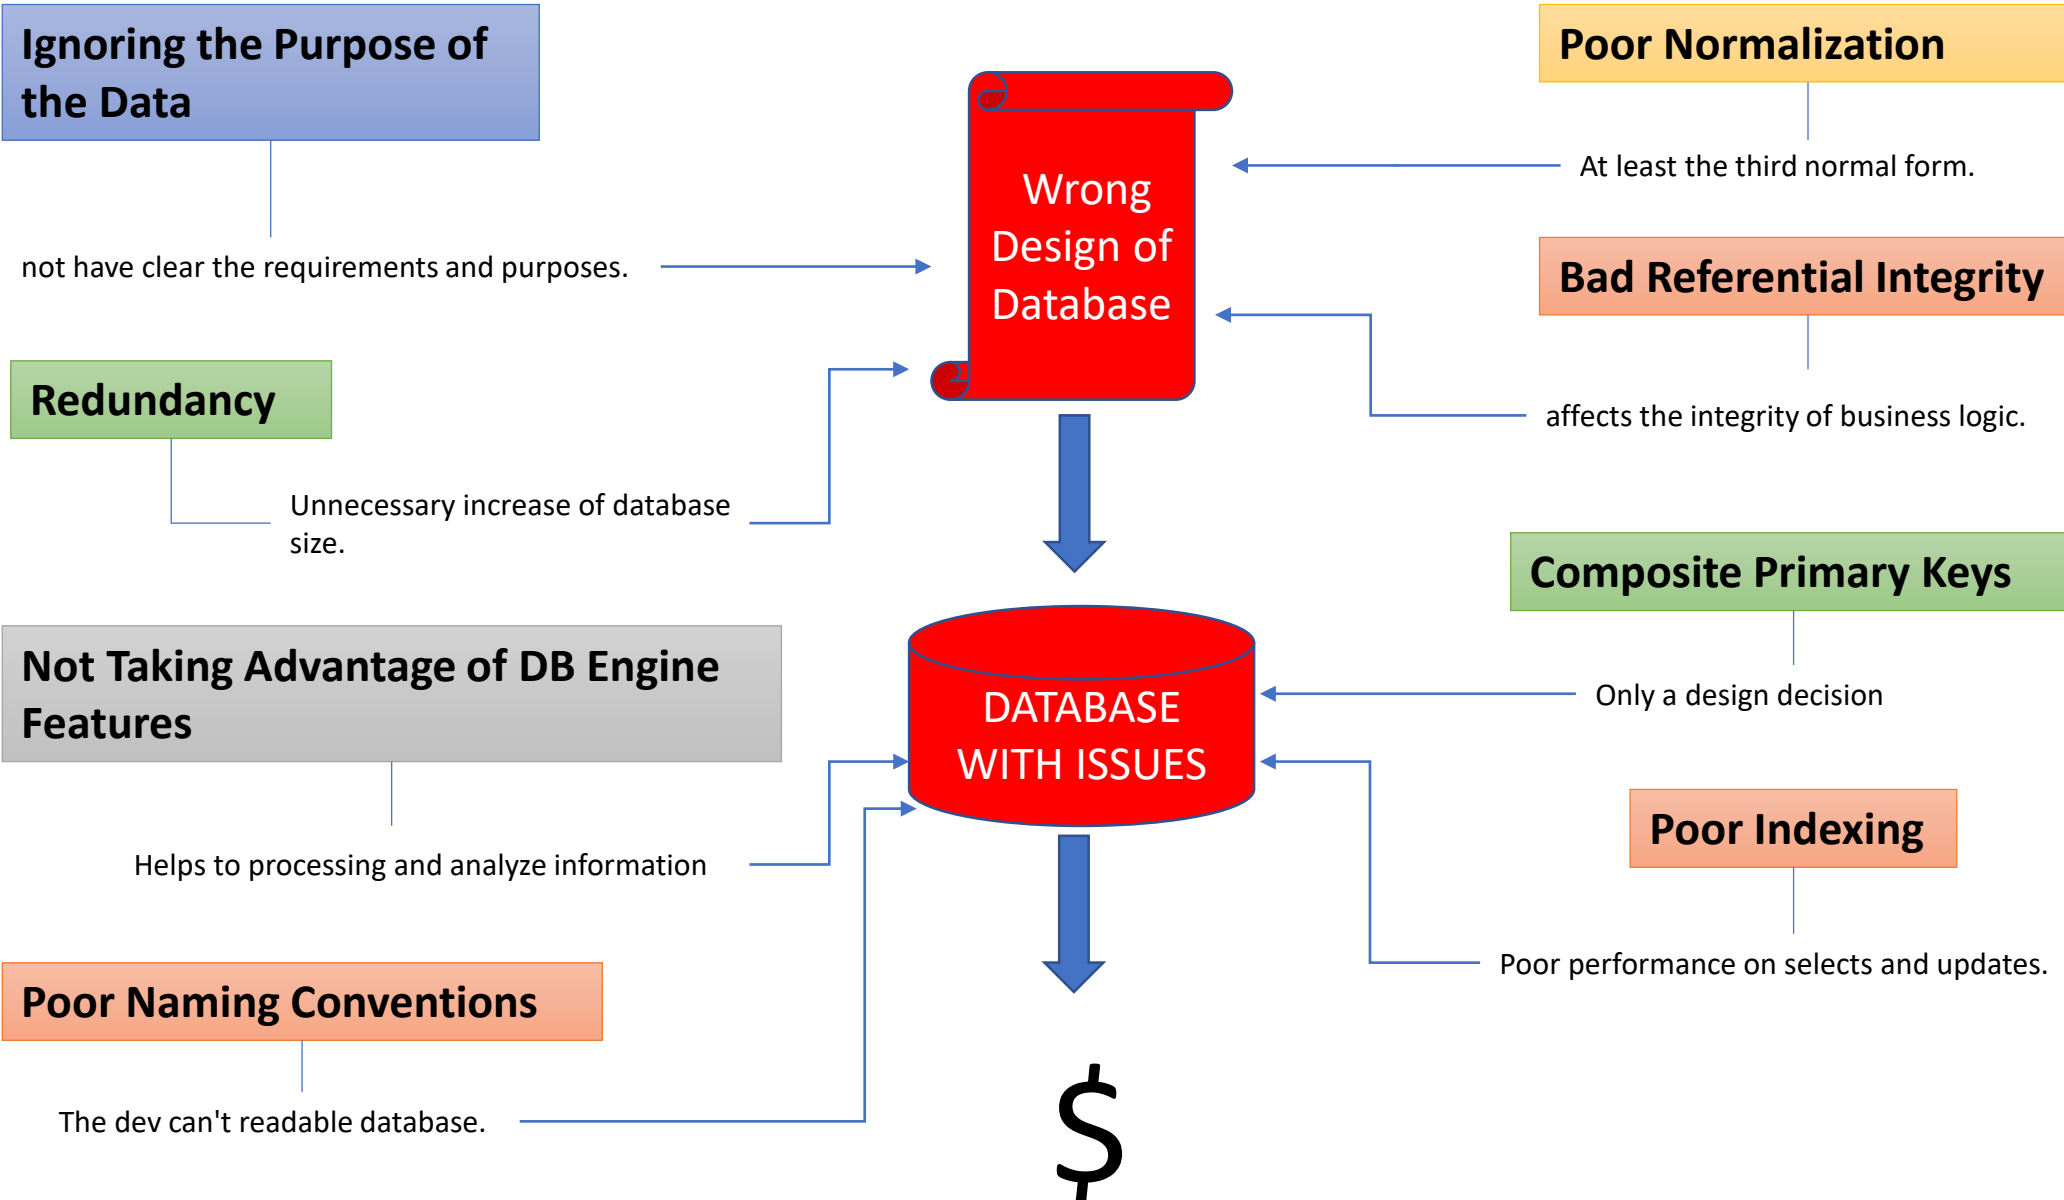 Ignoring the Purpose of
the Data
not have clear the requirements and purposes.
Redundancy
Unnecessary increase of database
size.
Not Taking Advantage of DB Engine
Features
Helps to processing and analyze information
Poor Naming Conventions
The dev can't readable database.
Wrong
Design of
Database
DATABASE
WITH ISSUES
$
Poor Normalization
At least the third normal form.
Bad Referential Integrity
affects the integrity of business logic.
Composite Primary Keys
Only a design decision
Poor Indexing
Poor performance on selects and updates.